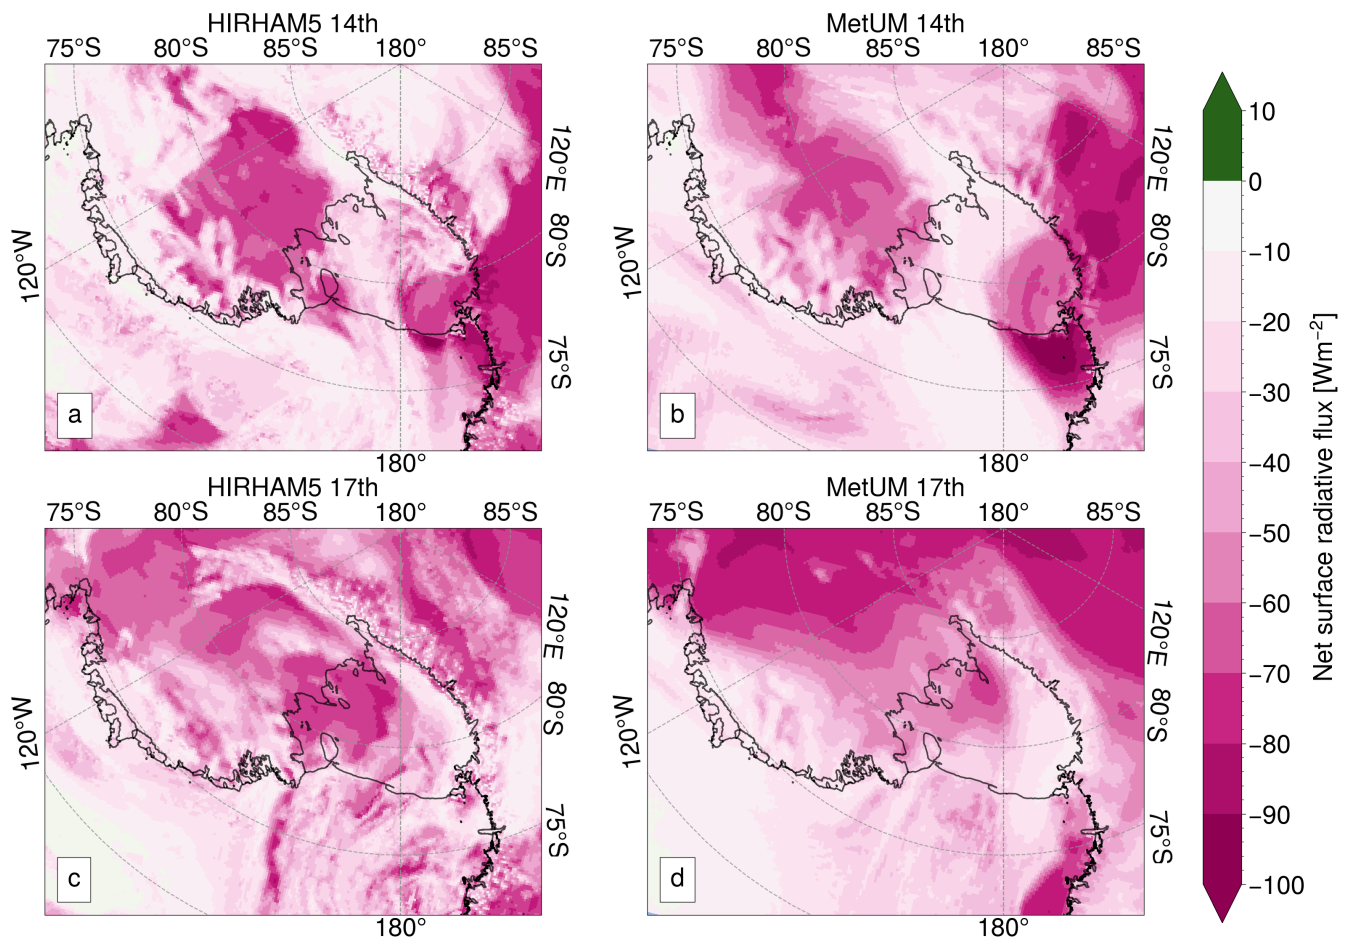 HIRHAM5 14th
75°S 80°S 85°S 180° 85°S
120°E
80°S
75°S
120°W
a
180°
MetUM 14th
75°S 80°S 85°S 180° 85°S
120°E
80°S
75°S
120°W
b
180°
HIRHAM5 17th
75°S 80°S 85°S 180° 85°S
120°E
80°S
75°S
120°W
c
180°
MetUM 17th
75°S 80°S 85°S 180° 85°S
120°E
80°S
75°S
120°W
d
180°
10
0
−10
−20
−30
−40
−50
−60
−70
−80
−90
−100
Net surface radiative flux [Wm⁻²]